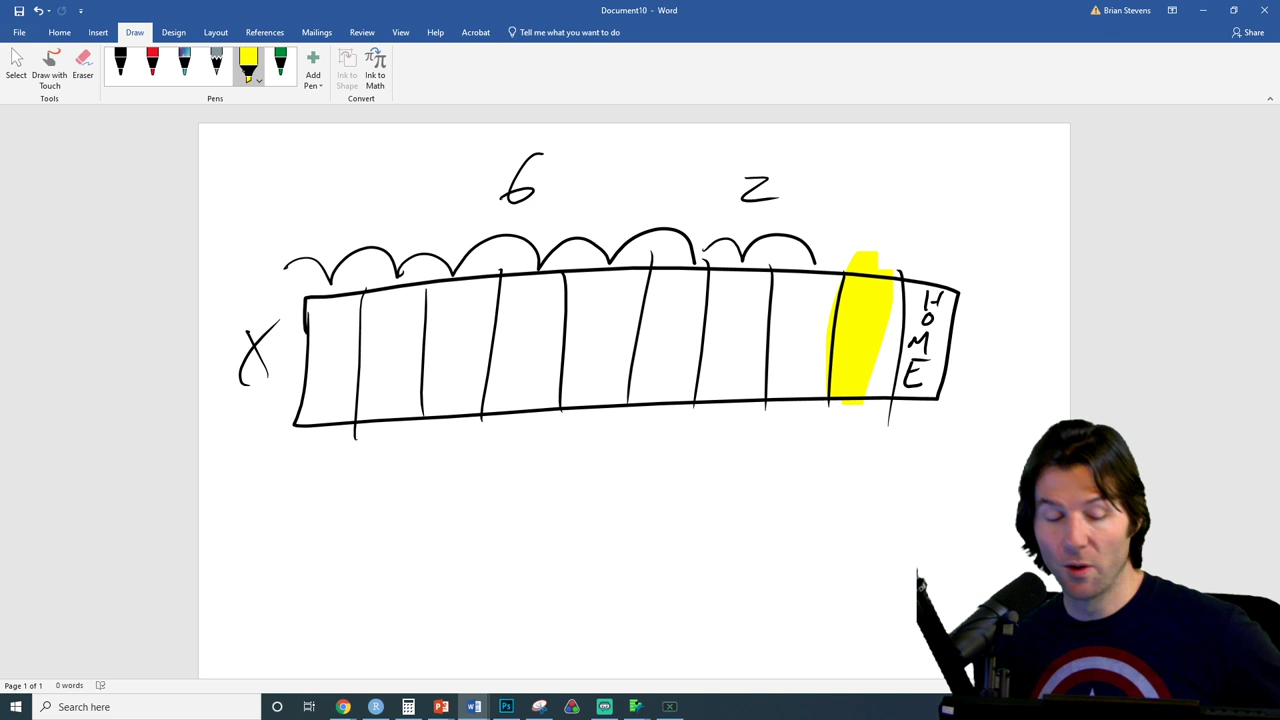 Document10 - Word
Brian Stevens
File Home Insert Draw Design Layout References Mailings Review View Help Acrobat Tell me what you want to do Share
Select Draw with Touch Eraser Add Pen Ink to Shape Ink to Math
Tools Pens Convert
6 2
X
HOME
Page 1 of 1 0 words
Search here